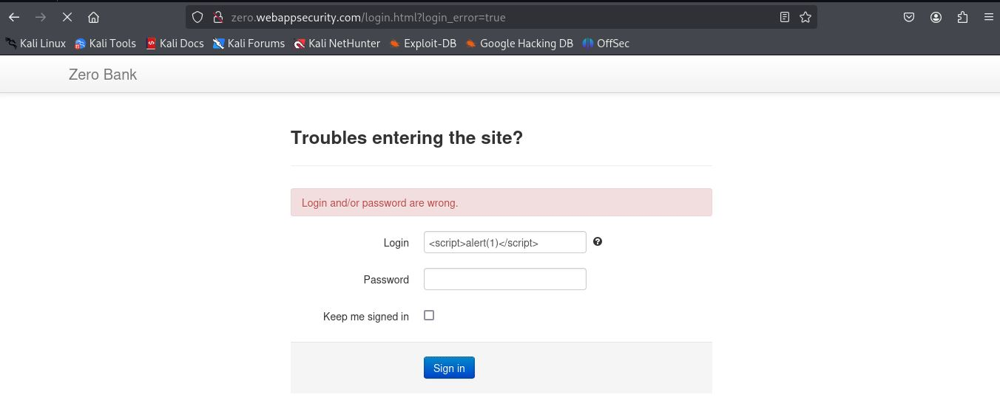 zero.webappsecurity.com/login.html?login_error=true
Kali Linux Kali Tools Kali Docs Kali Forums Kali NetHunter Exploit-DB Google Hacking DB OffSec
Zero Bank
Troubles entering the site?
Login and/or password are wrong.
Login <script>alert(1)</script>
Password
Keep me signed in
Sign in